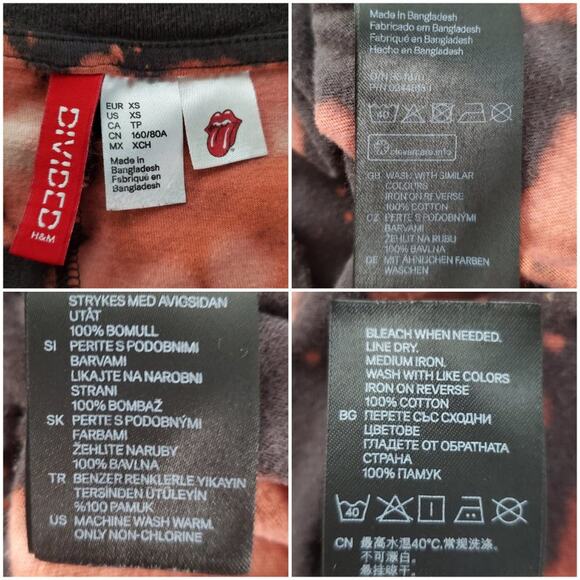 DIVIDED
H&M
EUR XS
US XS
CA TP
CN 160/80A
MX XCH
Made in
Bangladesh
Fabriqué en
Bangladesh
Made in Bangladesh
Fabricado em Bangladesh
Fabriqué en Bangladesh
Hecho en Bangladesh
O/N
P/N
40
clevercare.info
GB WASH WITH SIMILAR
COLOURS
IRON ON REVERSE
100% COTTON
CZ PERTE S PODOBNÝMI
BARVAMI
ŽEHLIT NA RUBU
100% BAVLNA
DE MIT ÄHNLICHEN FARBEN
WASCHEN
STRYKES MED AVIGSIDAN
UTÅT
100% BOMULL
SI PERITE S PODOBNIMI
BARVAMI
LIKAJTE NA NAROBNI
STRANI
100% BOMBAŽ
SK PERTE S PODOBNÝMI
FARBAMI
ŽEHLITE NARUBY
100% BAVLNA
TR BENZER RENKLERLE YIKAYIN
TERSİNDEN ÜTÜLEYİN
%100 PAMUK
US MACHINE WASH WARM.
ONLY NON-CHLORINE
BLEACH WHEN NEEDED.
LINE DRY.
MEDIUM IRON.
WASH WITH LIKE COLORS
IRON ON REVERSE
100% COTTON
BG ПЕРЕТЕ СЪС СХОДНИ
ЦВЕТОВЕ
ГЛАДЕТЕ ОТ ОБРАТНАТА
СТРАНА
100% ПАМУК
40
CN 最高水温40°C,常规洗涤.
不可漂白.
悬挂晾干.